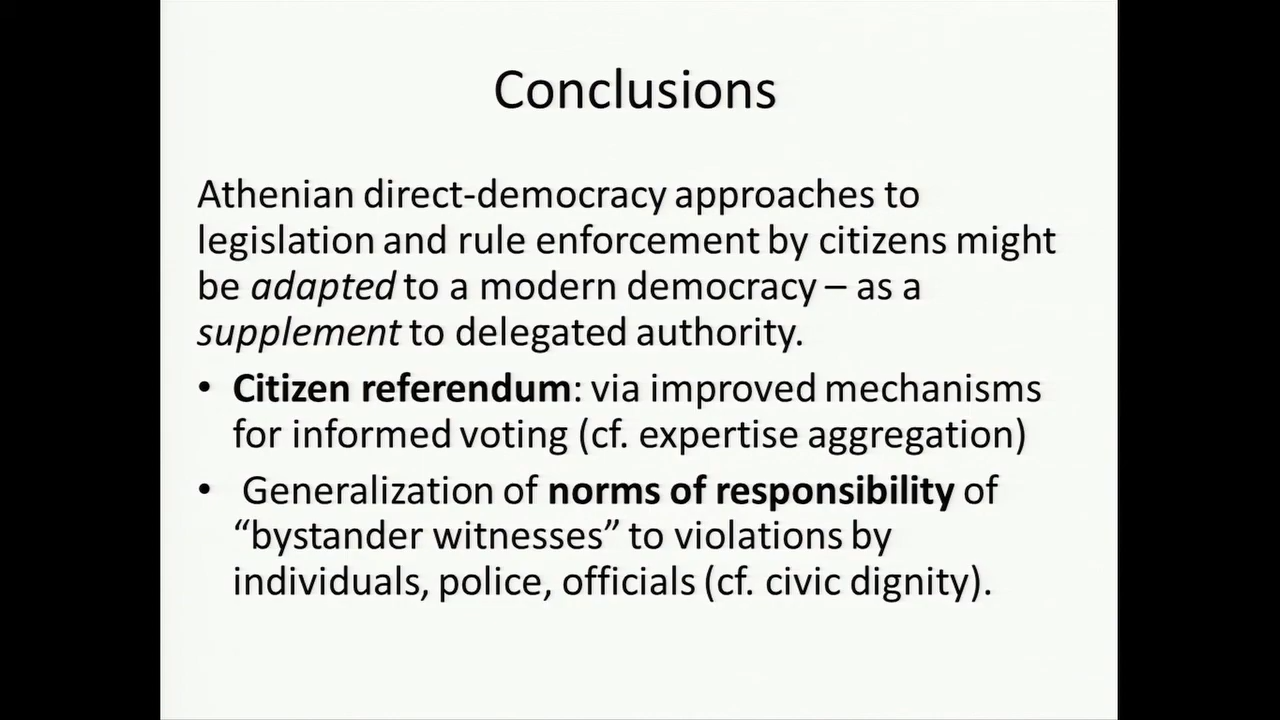 Conclusions
Athenian direct-democracy approaches to
legislation and rule enforcement by citizens might
be adapted to a modern democracy – as a
supplement to delegated authority.
• Citizen referendum: via improved mechanisms
for informed voting (cf. expertise aggregation)
• Generalization of norms of responsibility of
“bystander witnesses” to violations by
individuals, police, officials (cf. civic dignity).